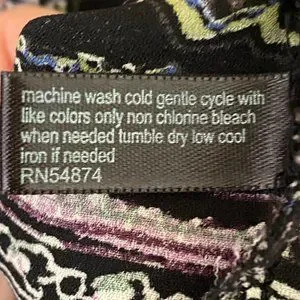 machine wash cold gentle cycle with
like colors only non chlorine bleach
when needed tumble dry low cool
iron if needed
RN54874